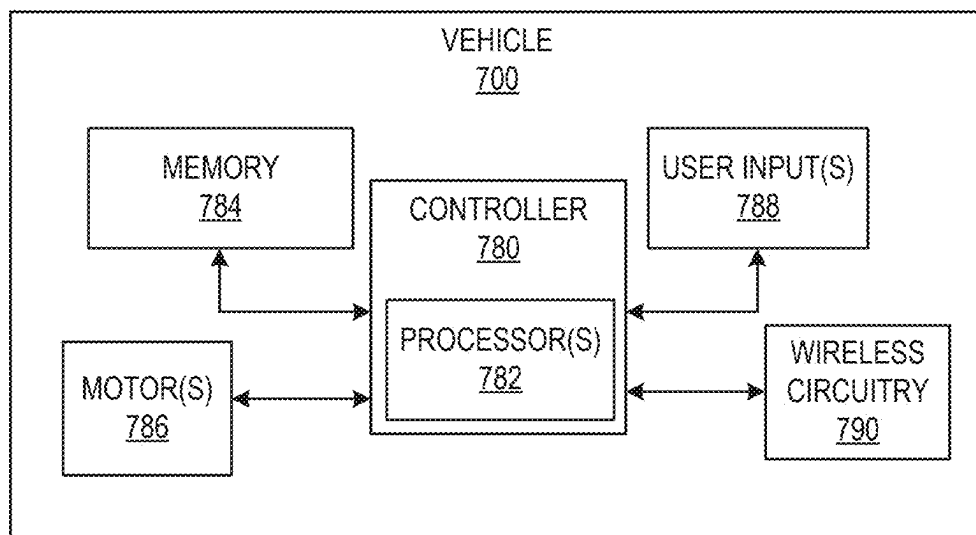 VEHICLE
700
MEMORY
784
USER INPUT(S)
788
CONTROLLER
780
PROCESSOR(S)
782
MOTOR(S)
786
WIRELESS
CIRCUITRY
790